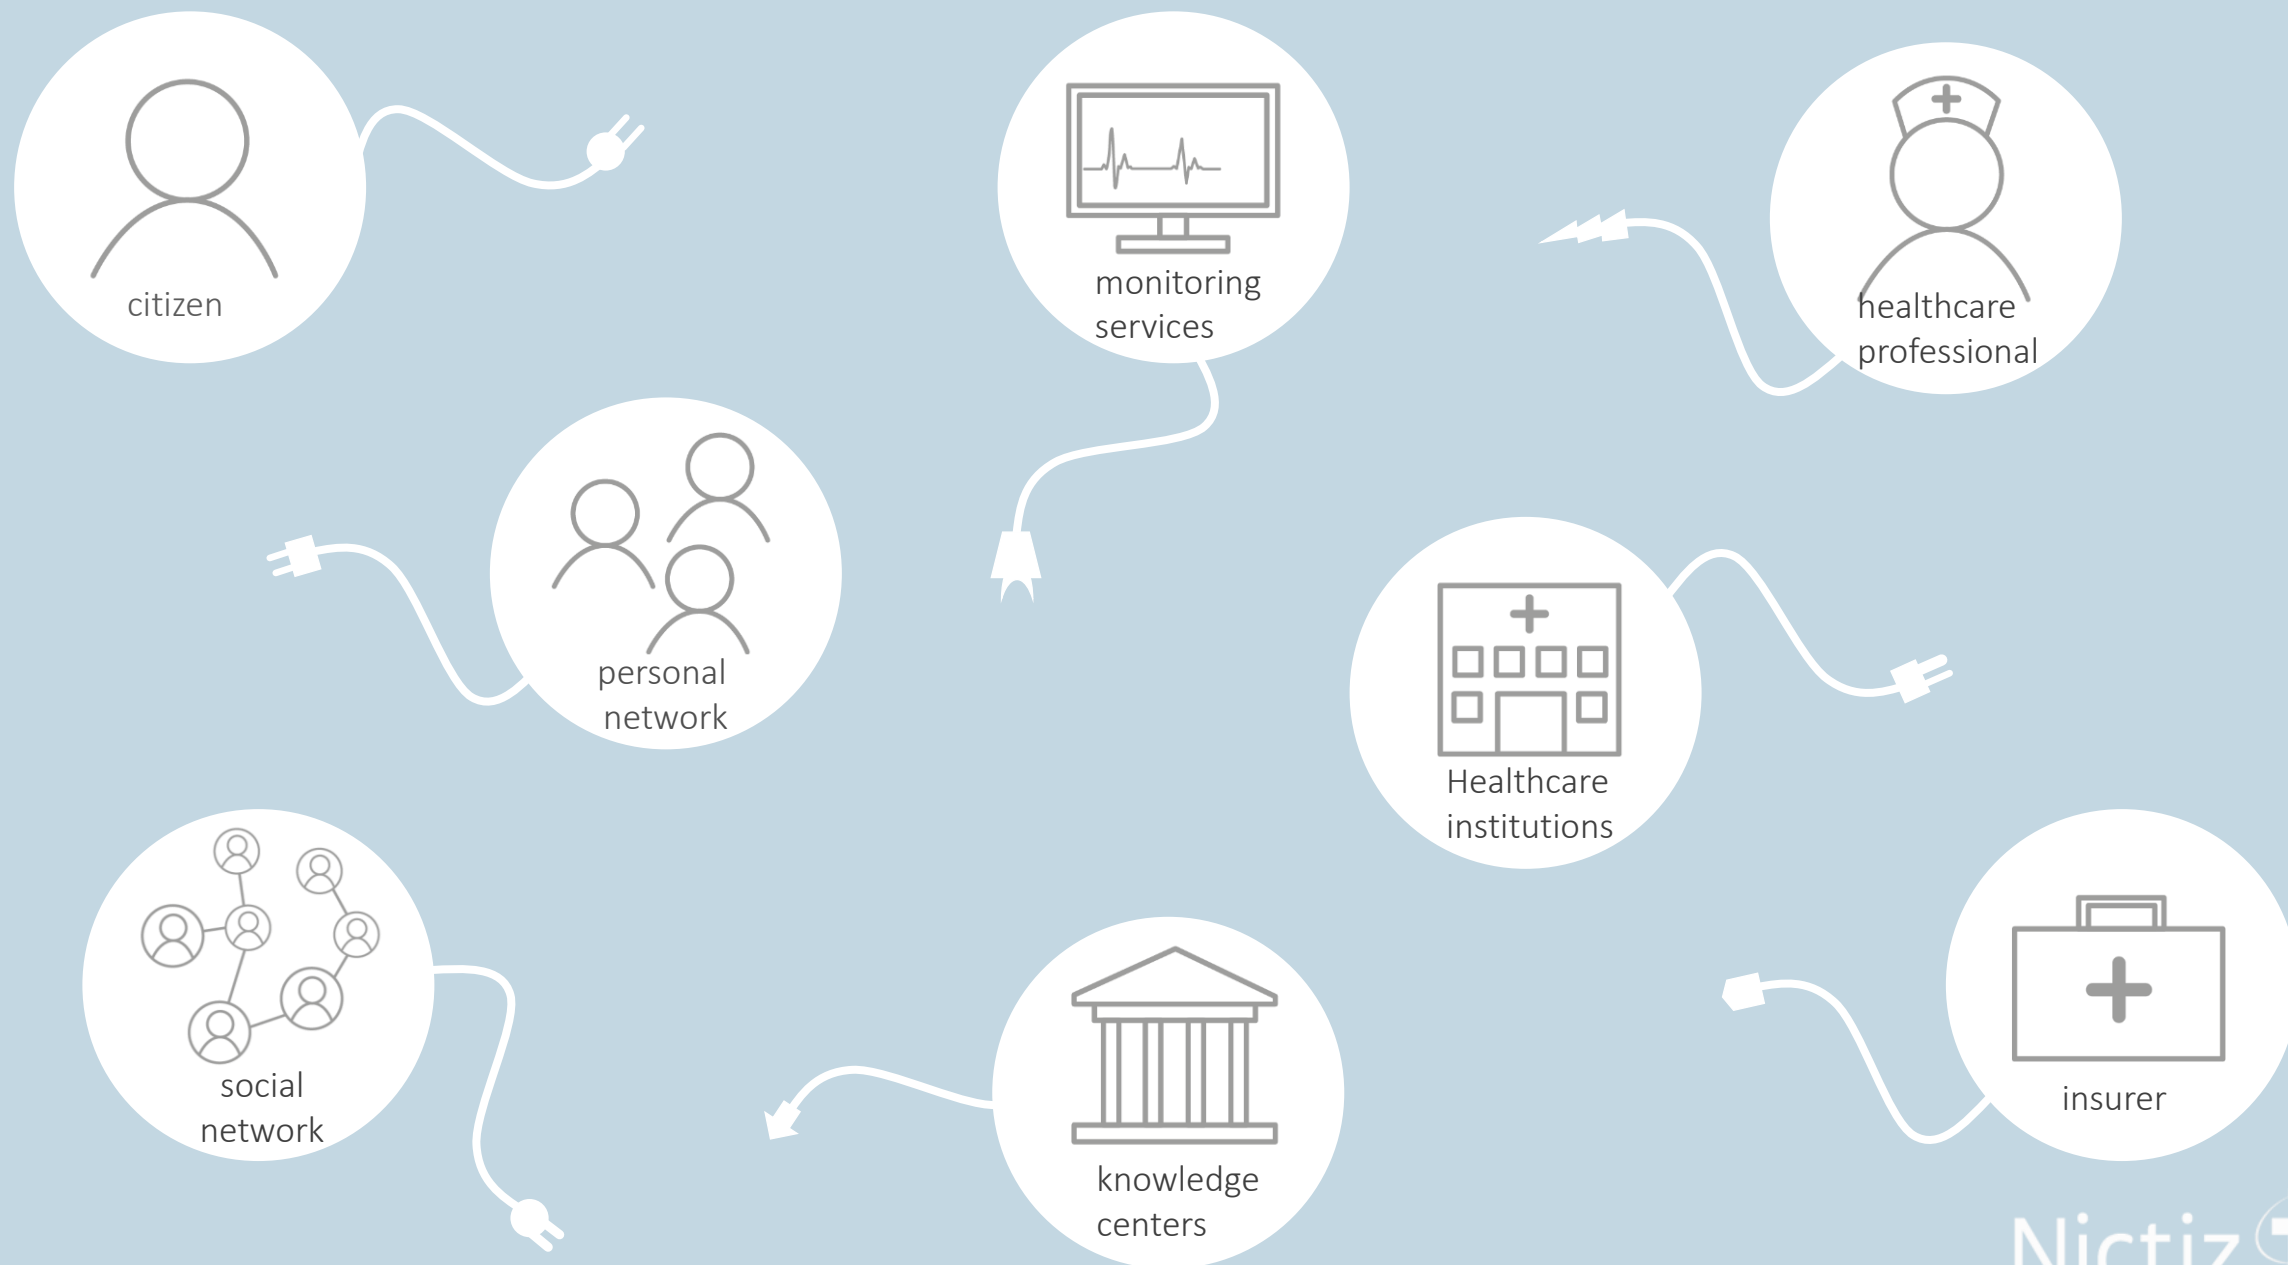 citizen
monitoring
services
healthcare
professional
personal
network
Healthcare
institutions
social
network
knowledge
centers
insurer
Nictiz